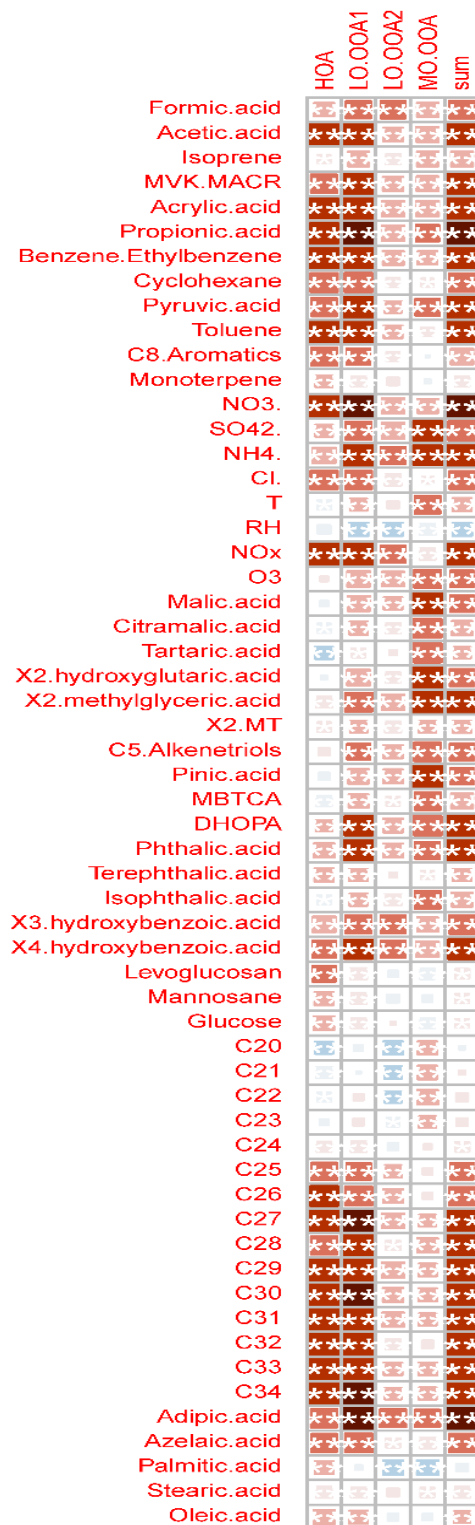 HOA LO.OOA1 LO.OOA2 MO.OOA sum
Formic.acid
Acetic.acid
Isoprene
MVK.MACR
Acrylic.acid
Propionic.acid
Benzene.Ethylbenzene
Cyclohexane
Pyruvic.acid
Toluene
C8.Aromatics
Monoterpene
NO3.
SO42.
NH4.
Cl.
T
RH
NOx
O3
Malic.acid
Citramalic.acid
Tartaric.acid
X2.hydroxyglutaric.acid
X2.methylglyceric.acid
X2.MT
C5.Alkenetriols
Pinic.acid
MBTCA
DHOPA
Phthalic.acid
Terephthalic.acid
Isophthalic.acid
X3.hydroxybenzoic.acid
X4.hydroxybenzoic.acid
Levoglucosan
Mannosane
Glucose
C20
C21
C22
C23
C24
C25
C26
C27
C28
C29
C30
C31
C32
C33
C34
Adipic.acid
Azelaic.acid
Palmitic.acid
Stearic.acid
Oleic.acid